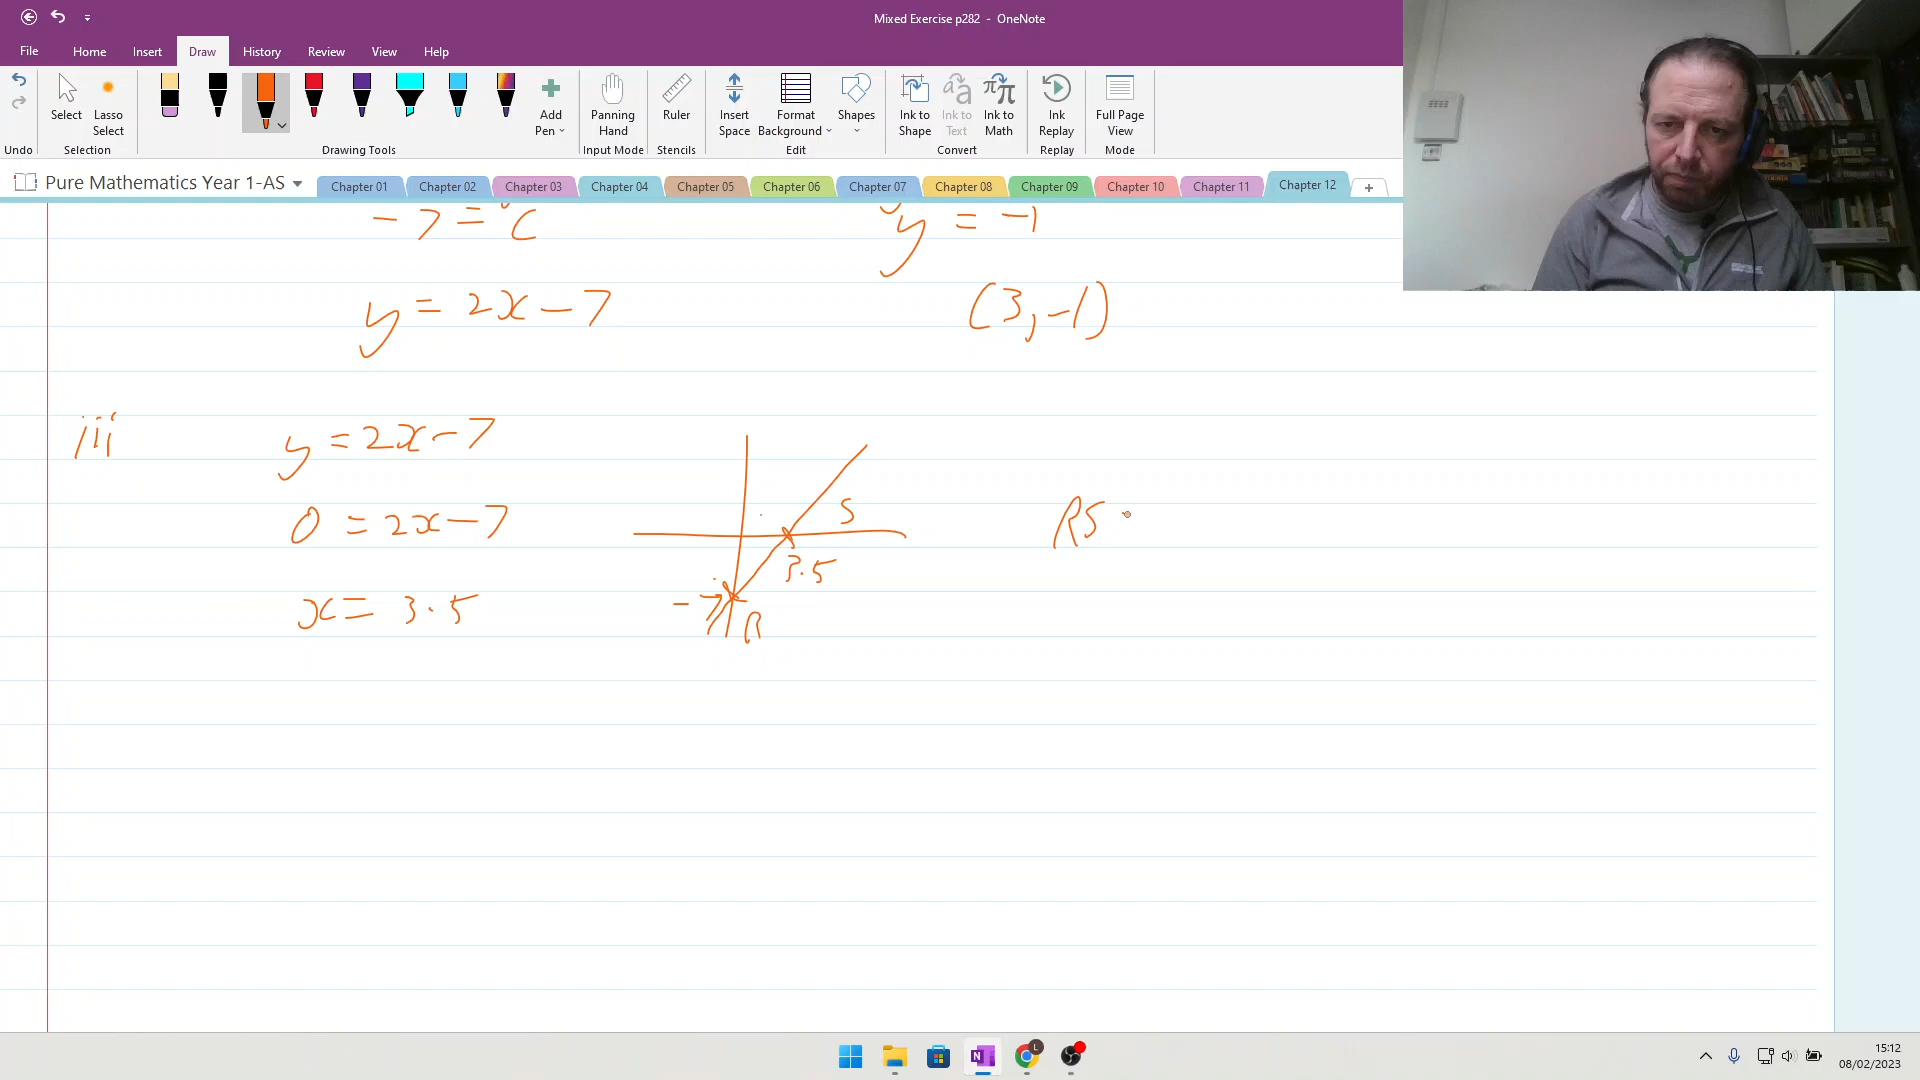 Mixed Exercise p282 - OneNote
File Home Insert Draw History Review View Help
Select
Lasso Select
Add Pen
Panning Hand
Ruler
Insert Space
Format Background
Shapes
Ink to Shape
Ink to Text
Ink to Math
Ink Replay
Full Page View
Undo Selection Drawing Tools Input Mode Stencils Edit Convert Replay Mode
Pure Mathematics Year 1-AS Chapter 01 Chapter 02 Chapter 03 Chapter 04 Chapter 05 Chapter 06 Chapter 07 Chapter 08 Chapter 09 Chapter 10 Chapter 11 Chapter 12 +
-7 = c
y = -1
y = 2x - 7
(3, -1)
iii y = 2x - 7
0 = 2x - 7
x = 3.5
S
3.5
-7
R
RS
15:12
08/02/2023